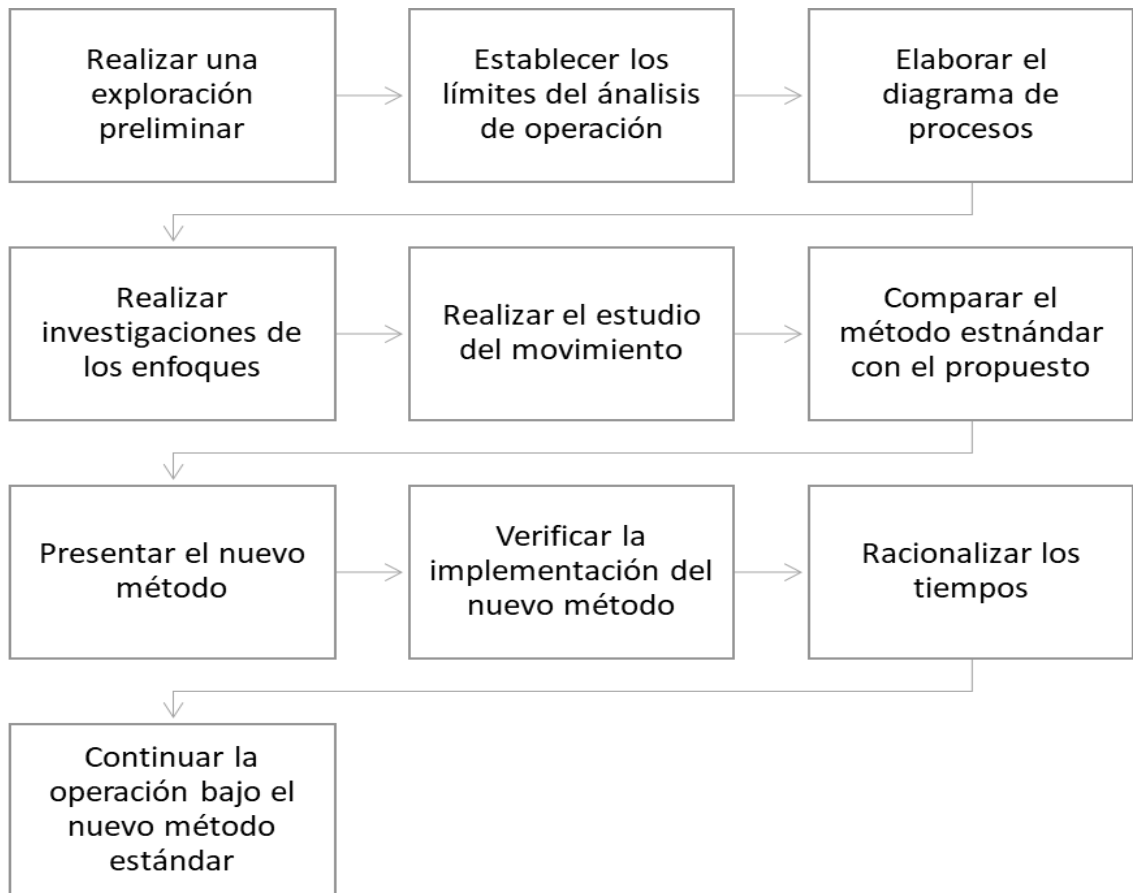 Realizar una
exploración
preliminar
Establecer los
límites del ánalisis
de operación
Elaborar el
diagrama de
procesos
Realizar
investigaciones de
los enfoques
Realizar el estudio
del movimiento
Comparar el
método estnándar
con el propuesto
Presentar el nuevo
método
Verificar la
implementación del
nuevo método
Racionalizar los
tiempos
Continuar la
operación bajo el
nuevo método
estándar